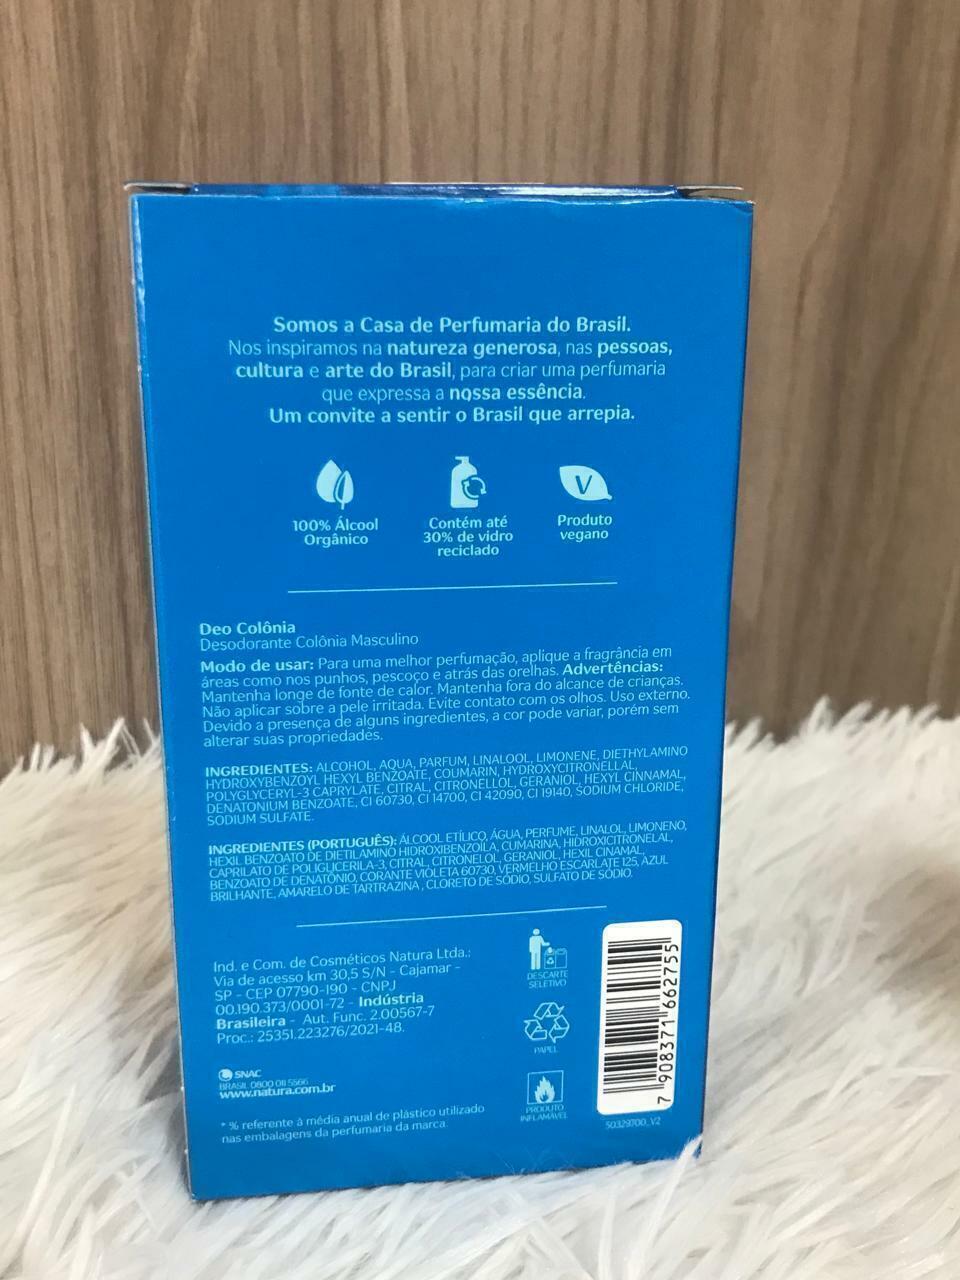 Somos a Casa de Perfumaria do Brasil.
Nos inspiramos na natureza generosa, nas pessoas,
cultura e arte do Brasil, para criar uma perfumaria
que expressa a nossa essência.
Um convite a sentir o Brasil que arrepia.
100% Álcool
Orgânico
Contém até
30% de vidro
reciclado
V
Produto
vegano
Deo Colônia
Desodorante Colônia Masculino
Modo de usar: Para uma melhor perfumação, aplique a fragrância em
áreas como nos punhos, pescoço e atrás das orelhas. Advertências:
Mantenha longe de fonte de calor. Mantenha fora do alcance de crianças.
Não aplicar sobre a pele irritada. Evite contato com os olhos. Uso externo.
Devido a presença de alguns ingredientes, a cor pode variar, porém sem
alterar suas propriedades.
INGREDIENTES: ALCOHOL, AQUA, PARFUM, LINALOOL, LIMONENE, DIETHYLAMINO
HYDROXYBENZOYL HEXYL BENZOATE, COUMARIN, HYDROXYCITRONELLAL,
POLYGLYCERYL-3 CAPRYLATE, CITRAL, CITRONELLOL, GERANIOL, HEXYL CINNAMAL,
DENATONIUM BENZOATE, CI 60730, CI 14700, CI 42090, CI 19140, SODIUM CHLORIDE,
SODIUM SULFATE.
INGREDIENTES (PORTUGUÊS): ÁLCOOL ETÍLICO, ÁGUA, PERFUME, LINALOL, LIMONENO,
HEXIL BENZOATO DE DIETILAMINO HIDROXIBENZOÍLA, CUMARINA, HIDROXICITRONELAL,
CAPRILATO DE POLIGLICERILA-3, CITRAL, CITRONELOL, GERANIOL, HEXIL CINAMAL,
BENZOATO DE DENATÔNIO, CORANTE VIOLETA 60730, VERMELHO ESCARLATE 125, AZUL
BRILHANTE, AMARELO DE TARTRAZINA , CLORETO DE SÓDIO, SULFATO DE SÓDIO.
Ind. e Com. de Cosméticos Natura Ltda.:
Via de acesso km 30,5 S/N - Cajamar -
SP - CEP 07790-190 - CNPJ
00.190.373/0001-72 - Indústria
Brasileira - Aut. Func. 2.00567-7
Proc.: 25351.223276/2021-48.
SNAC
BRASIL 0800 011 5566
www.natura.com.br
* % referente à média anual de plástico utilizado
nas embalagens da perfumaria da marca.
DESCARTE
SELETIVO
PAPEL
PRODUTO
INFLAMÁVEL
7 908371 662755
50329700_V2